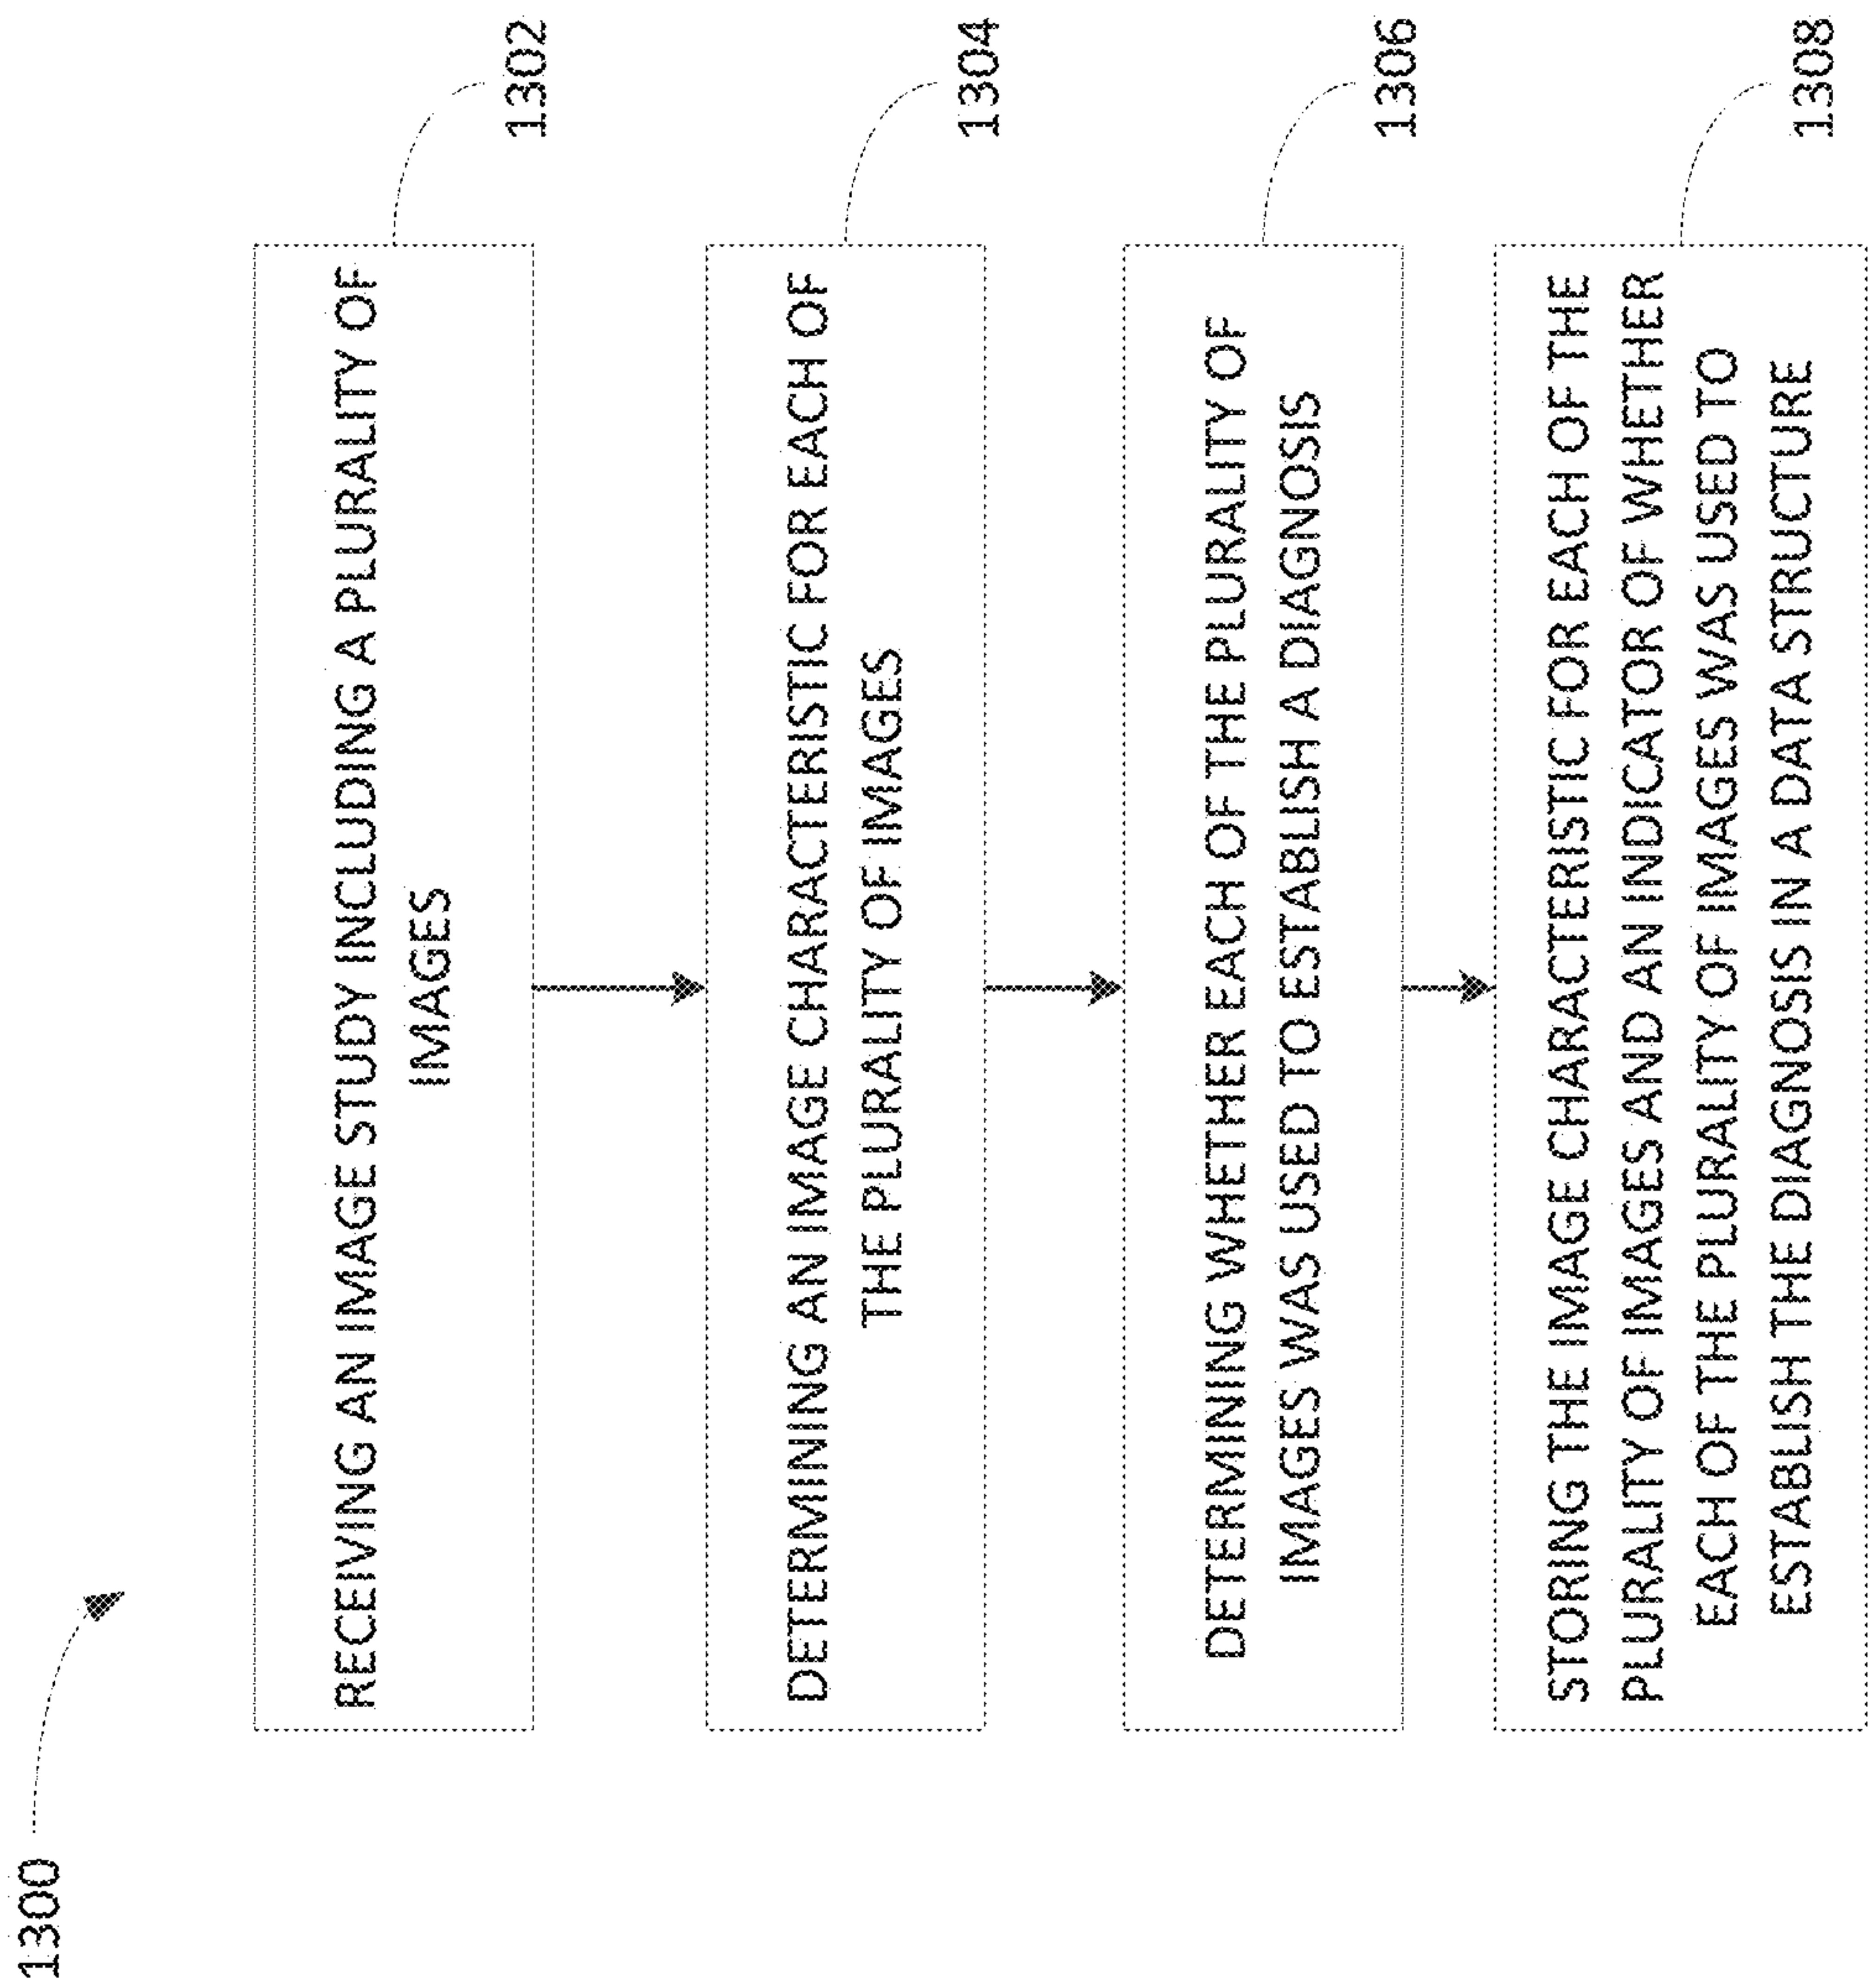 1300
RECEIVING AN IMAGE STUDY INCLUDING A PLURALITY OF
IMAGES
1302
DETERMINING AN IMAGE CHARACTERISTIC FOR EACH OF
THE PLURALITY OF IMAGES
1304
DETERMINING WHETHER EACH OF THE PLURALITY OF
IMAGES WAS USED TO ESTABLISH A DIAGNOSIS
1306
STORING THE IMAGE CHARACTERISTIC FOR EACH OF THE
PLURALITY OF IMAGES AND AN INDICATOR OF WHETHER
EACH OF THE PLURALITY OF IMAGES WAS USED TO
ESTABLISH THE DIAGNOSIS IN A DATA STRUCTURE
1308